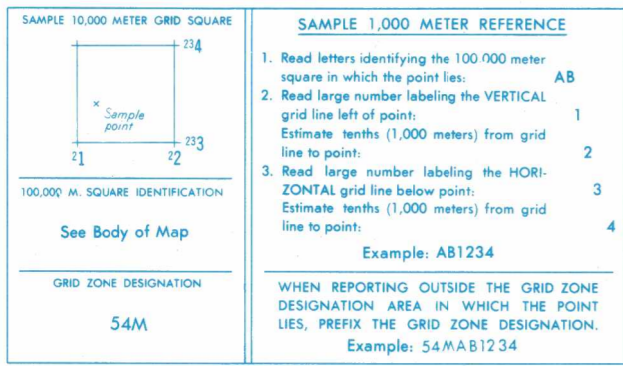 SAMPLE 10,000 METER GRID SQUARE
234
Sample
point
233
21
22
100,000 M. SQUARE IDENTIFICATION
See Body of Map
GRID ZONE DESIGNATION
54M
SAMPLE 1,000 METER REFERENCE
1. Read letters identifying the 100 000 meter
square in which the point lies: AB
2. Read large number labeling the VERTICAL
grid line left of point: 1
Estimate tenths (1,000 meters) from grid
line to point: 2
3. Read large number labeling the HORI-
ZONTAL grid line below point: 3
Estimate tenths (1,000 meters) from grid
line to point: 4
Example: AB1234
WHEN REPORTING OUTSIDE THE GRID ZONE
DESIGNATION AREA IN WHICH THE POINT
LIES, PREFIX THE GRID ZONE DESIGNATION.
Example: 54MAB1234